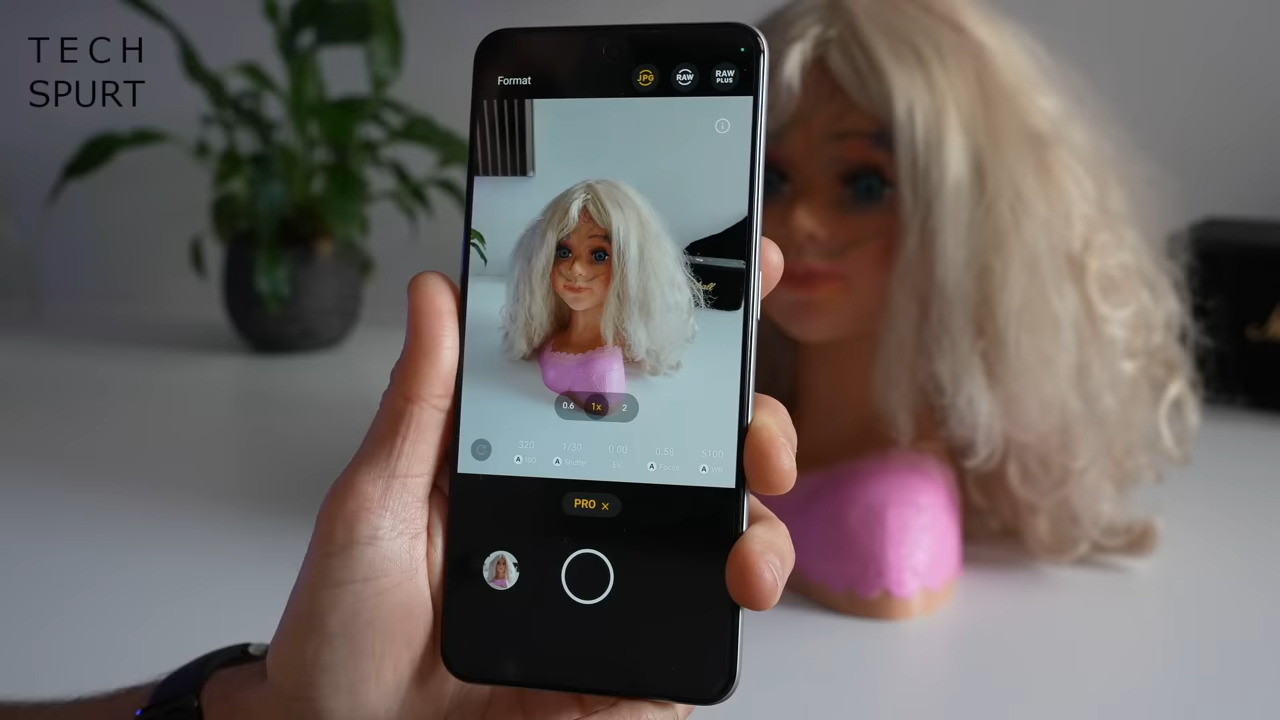 TECH
SPURT
Format
JPG
RAW
RAW
PLUS
0.6 1x 2
320 1/30 0.00 0.58 5100
A ISO A Shutter EV A Focus A WB
PRO ×